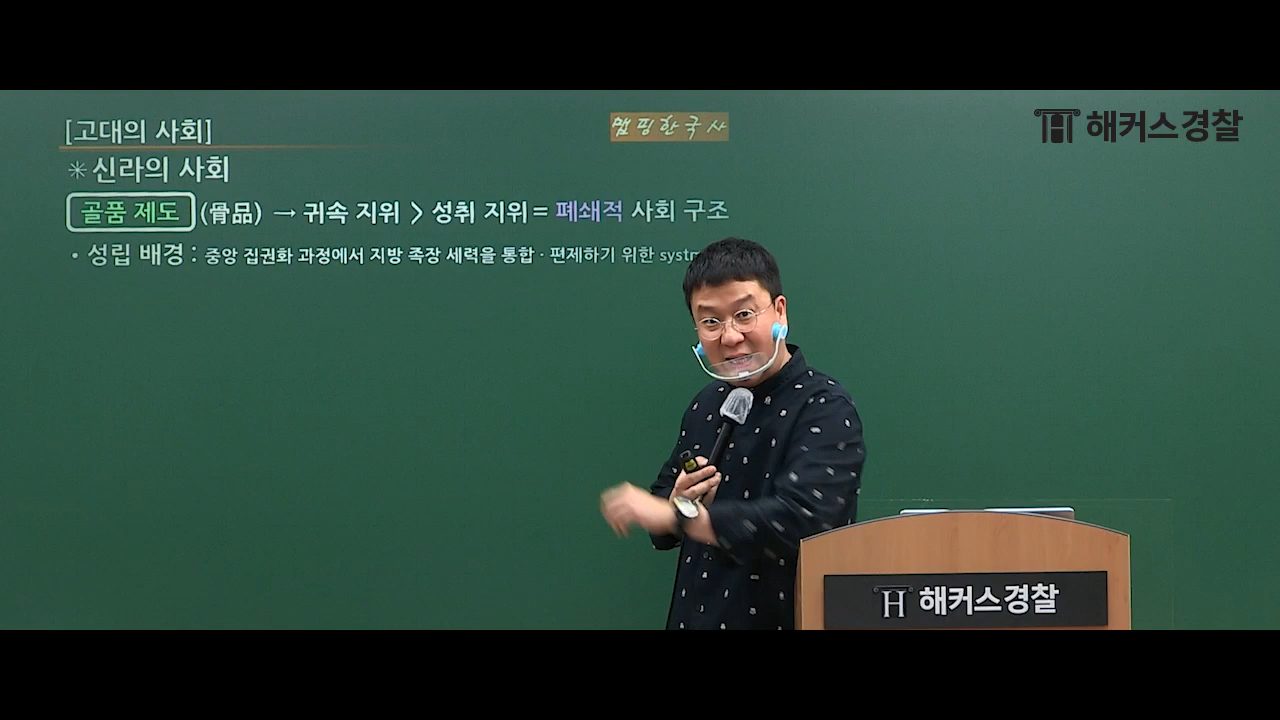 [고대의 사회]
맵핑한국사
해커스경찰
✳신라의 사회
골품 제도 (骨品) → 귀속 지위 > 성취 지위 = 폐쇄적 사회 구조
• 성립 배경 : 중앙 집권화 과정에서 지방 족장 세력을 통합·편제하기 위한
해커스경찰